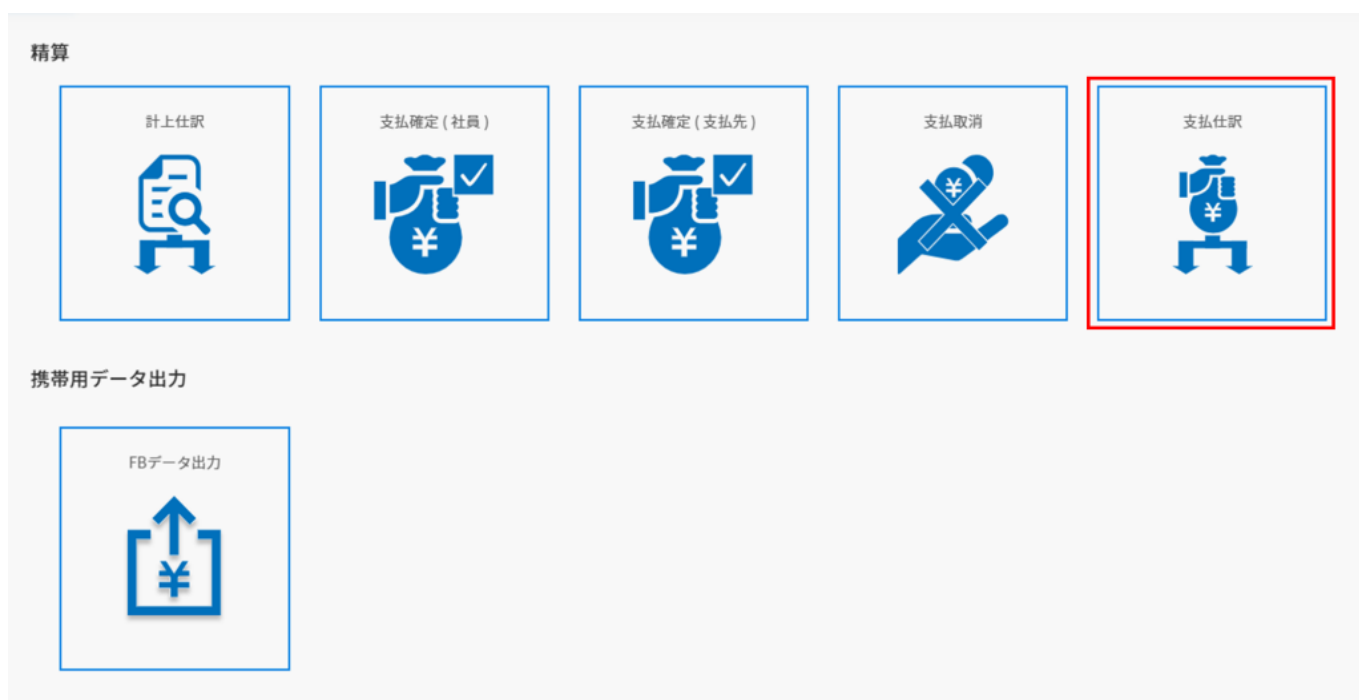 精算
計上仕訳
支払確定 ( 社員 )
支払確定 ( 支払先 )
支払取消
支払仕訳
¥
¥
¥
¥
携帯用データ出力
FBデータ出力
¥